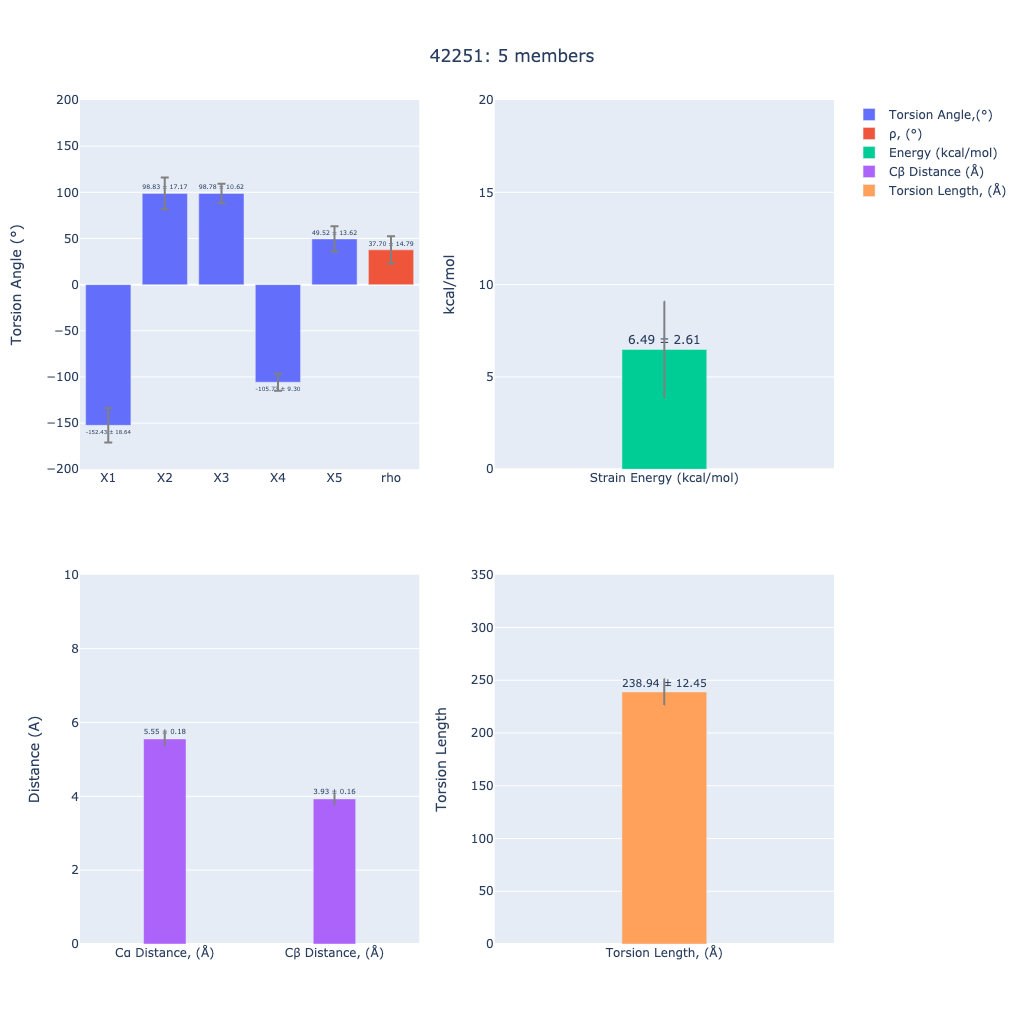 42251: 5 members
200
150
100
50
0
−50
−100
−150
−200
Torsion Angle (°)
98.83 ± 17.17
98.78 ± 10.62
49.52 ± 13.62
37.70 ± 14.79
-152.43 ± 18.64
-105.73 ± 9.30
X1 X2 X3 X4 X5 rho
20
15
10
5
0
kcal/mol
6.49 ± 2.61
Strain Energy (kcal/mol)
Torsion Angle,(°)
ρ, (°)
Energy (kcal/mol)
Cβ Distance (Å)
Torsion Length, (Å)
10
8
6
4
2
0
Distance (A)
5.55 ± 0.18
3.93 ± 0.16
Cα Distance, (Å) Cβ Distance, (Å)
350
300
250
200
150
100
50
0
Torsion Length
238.94 ± 12.45
Torsion Length, (Å)